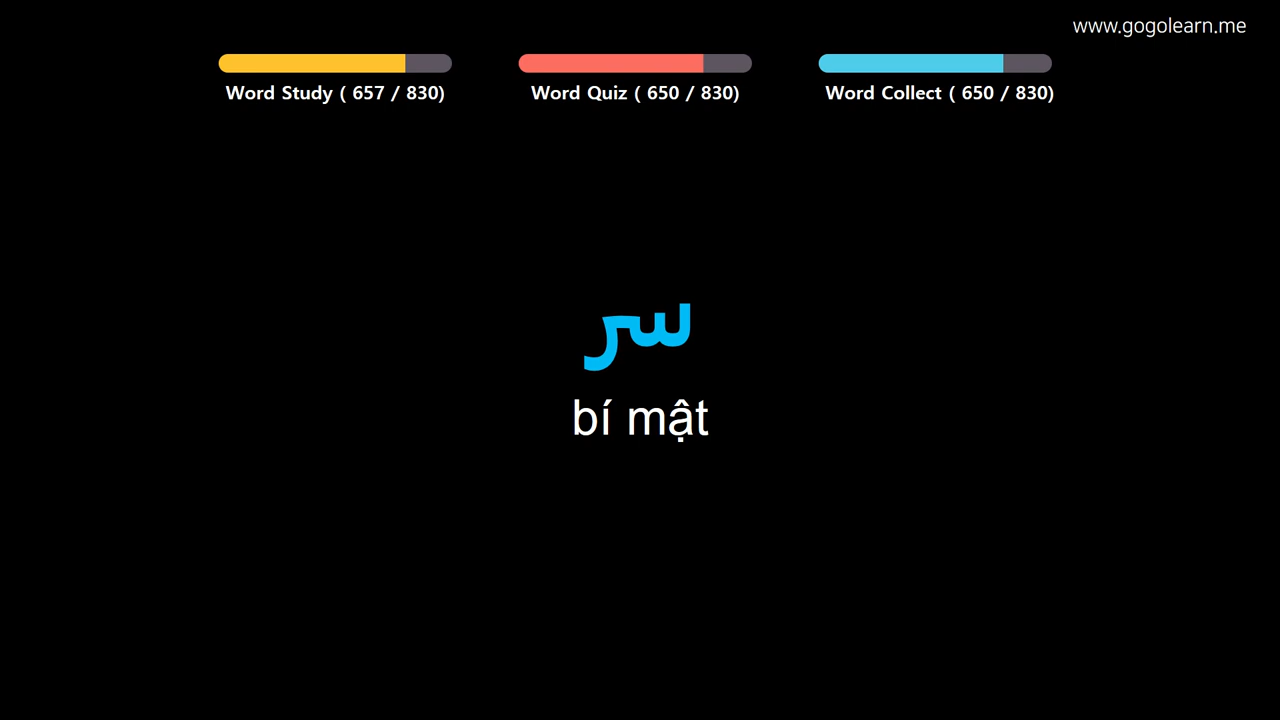 www.gogolearn.me
Word Study ( 657 / 830)
Word Quiz ( 650 / 830)
Word Collect ( 650 / 830)
سر
bí mật